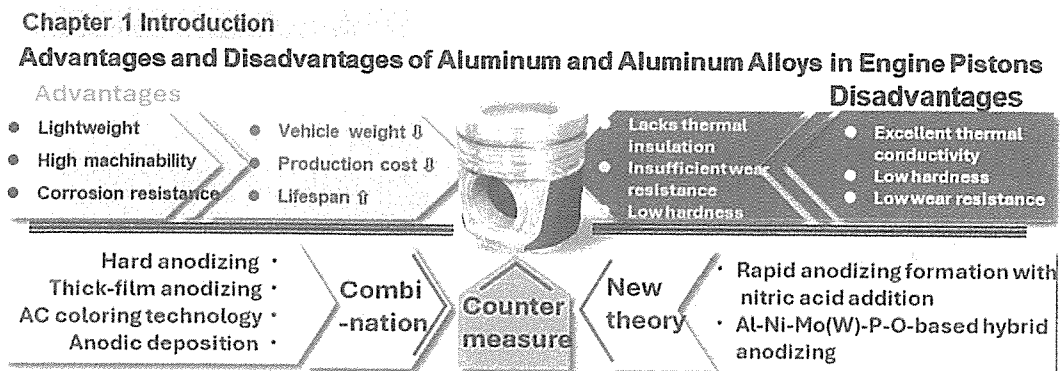 Chapter 1 Introduction
Advantages and Disadvantages of Aluminum and Aluminum Alloys in Engine Pistons
Advantages
Disadvantages
• Lightweight
• High machinability
• Corrosion resistance
• Vehicle weight ⇩
• Production cost ⇩
• Lifespan ⇧
• Lacks thermal
insulation
• Insufficient wear
resistance
• Low hardness
• Excellent thermal
conductivity
• Low hardness
• Low wear resistance
Hard anodizing ·
Thick-film anodizing ·
AC coloring technology ·
Anodic deposition ·
Combi
-nation
Counter
measure
New
theory
· Rapid anodizing formation with
nitric acid addition
· Al-Ni-Mo(W)-P-O-based hybrid
anodizing